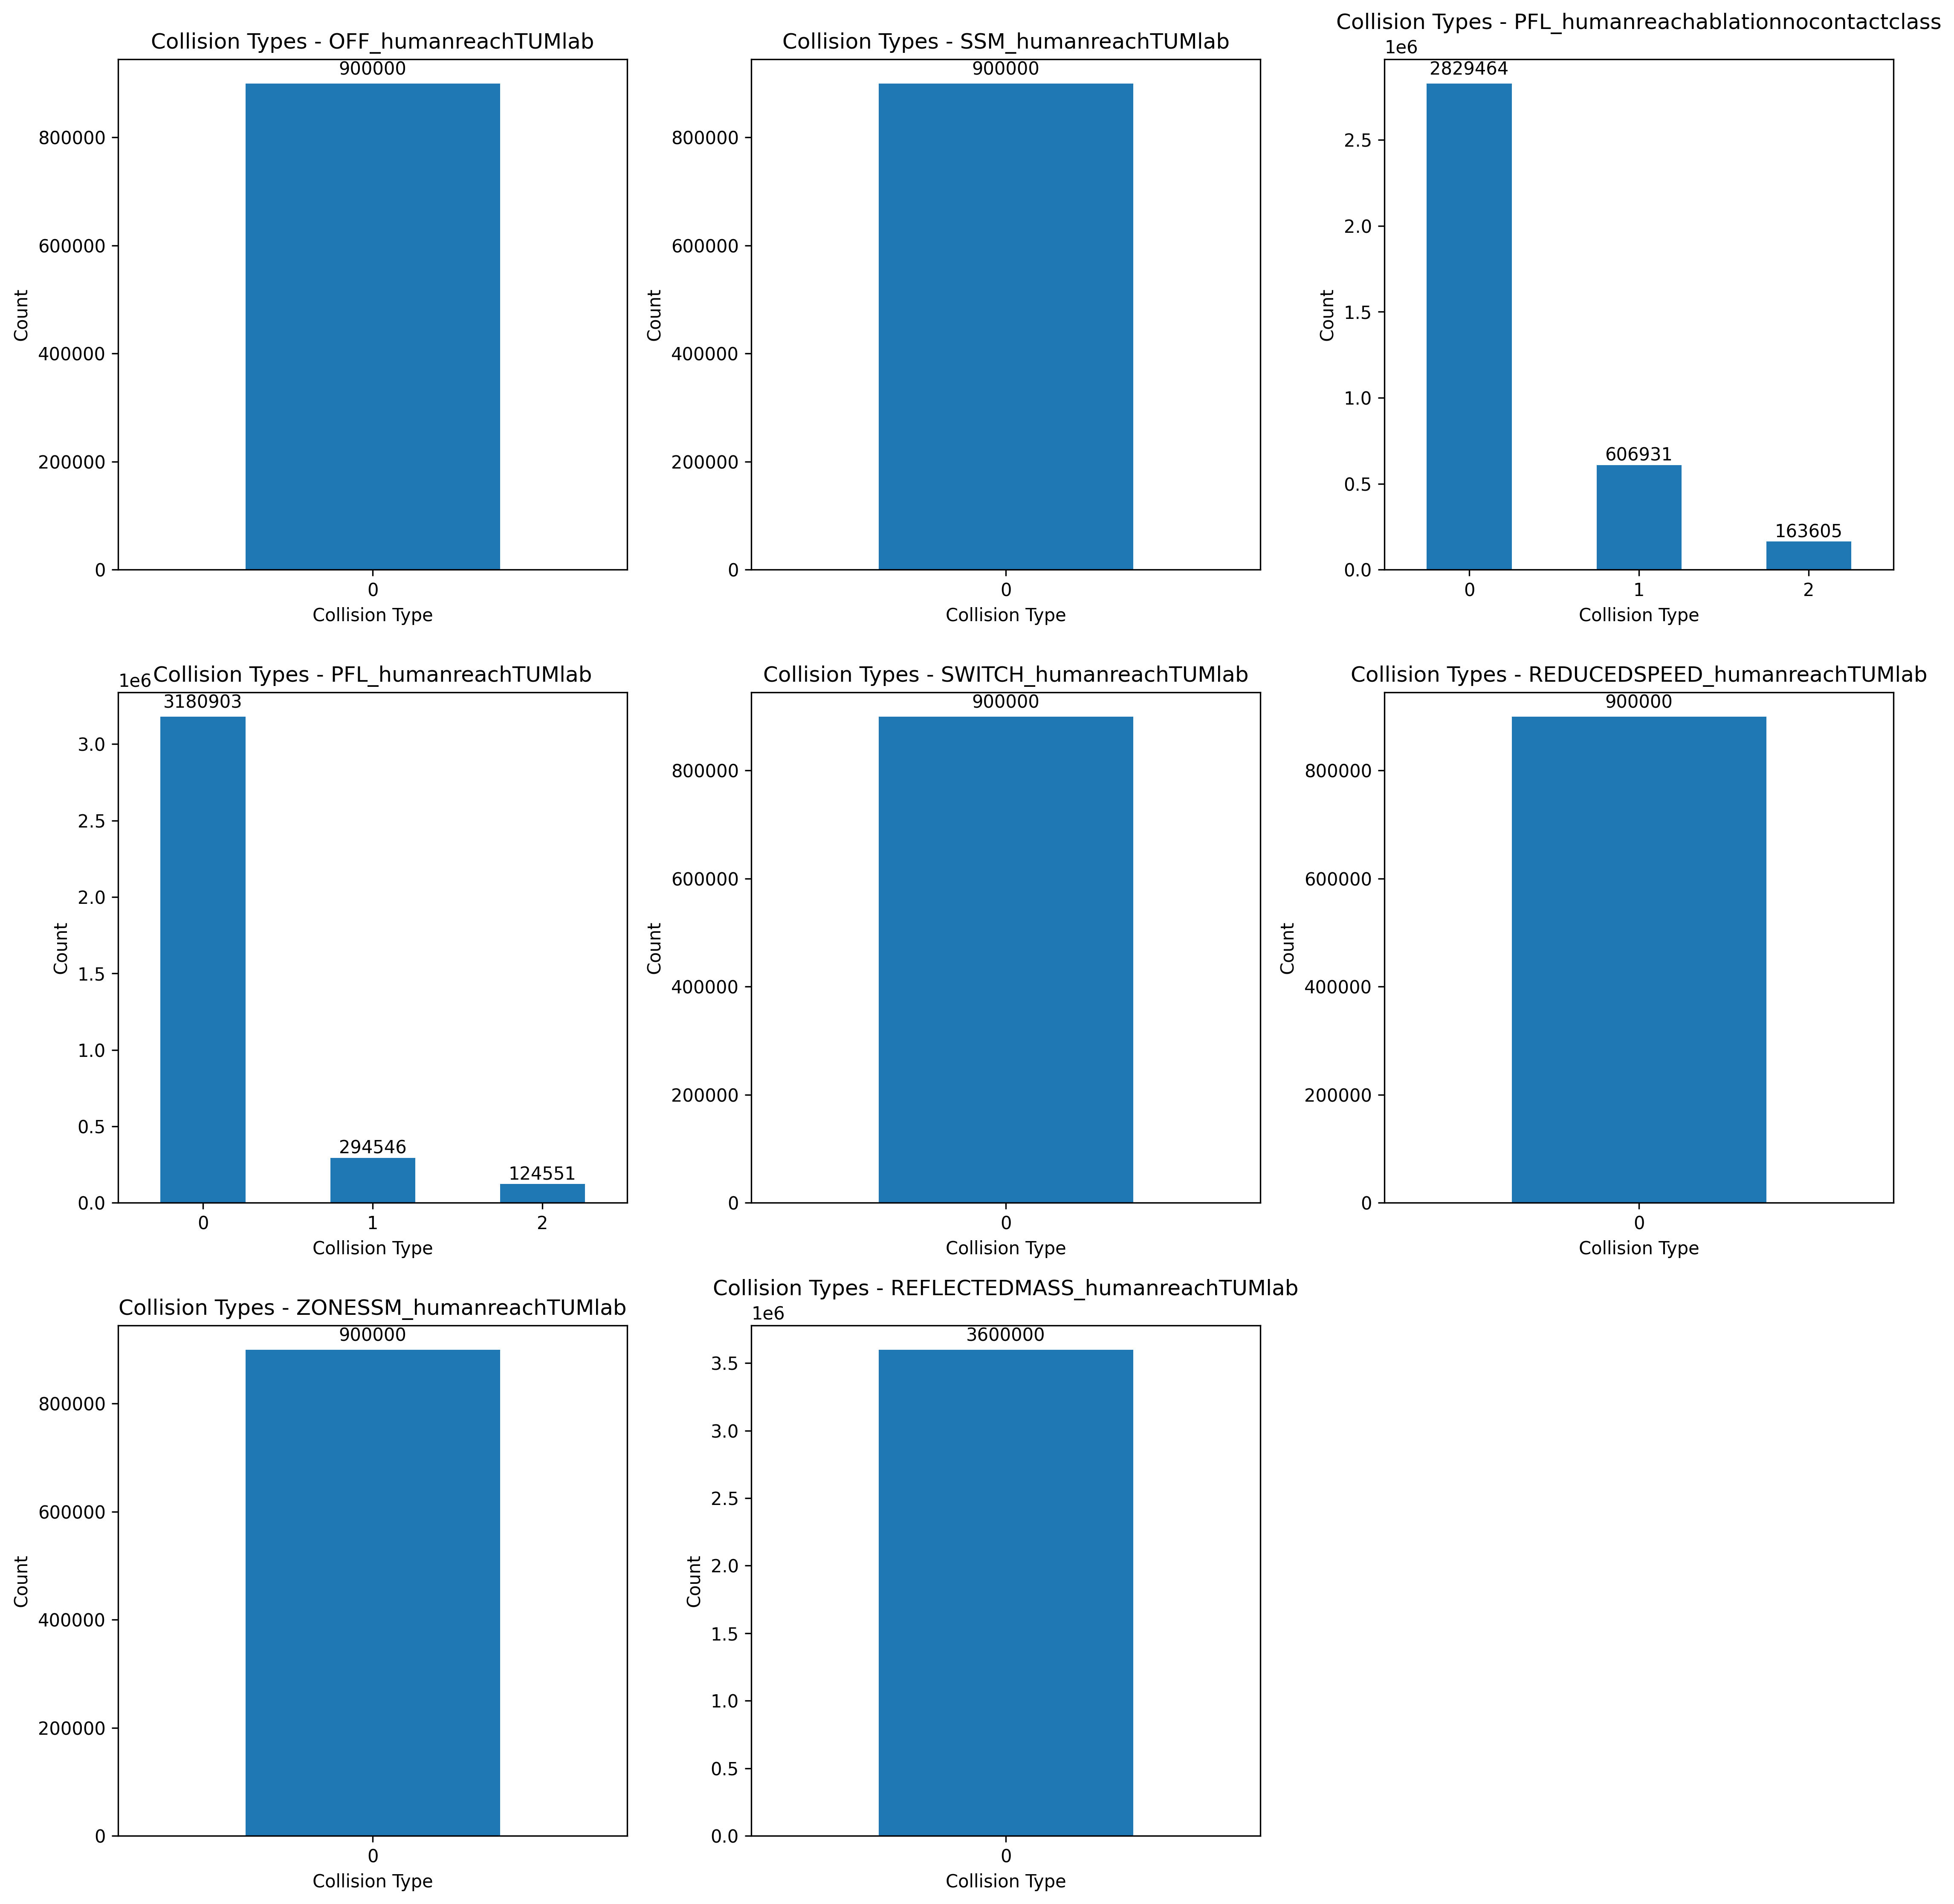 Collision Types - OFF_humanreachTUMlab
900000
800000
600000
400000
200000
0
Count
0
Collision Type
Collision Types - SSM_humanreachTUMlab
900000
800000
600000
400000
200000
0
Count
0
Collision Type
Collision Types - PFL_humanreachablationnocontactclass
1e6
2829464
606931
163605
2.5
2.0
1.5
1.0
0.5
0.0
Count
0 1 2
Collision Type
Collision Types - PFL_humanreachTUMlab
1e6
3180903
294546
124551
3.0
2.5
2.0
1.5
1.0
0.5
0.0
Count
0 1 2
Collision Type
Collision Types - SWITCH_humanreachTUMlab
900000
800000
600000
400000
200000
0
Count
0
Collision Type
Collision Types - REDUCEDSPEED_humanreachTUMlab
900000
800000
600000
400000
200000
0
Count
0
Collision Type
Collision Types - ZONESSM_humanreachTUMlab
900000
800000
600000
400000
200000
0
Count
0
Collision Type
Collision Types - REFLECTEDMASS_humanreachTUMlab
1e6
3600000
3.5
3.0
2.5
2.0
1.5
1.0
0.5
0.0
Count
0
Collision Type